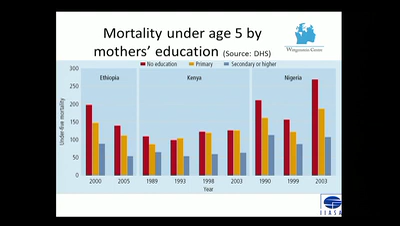 Mortality under age 5 by
mothers' education (Source: DHS)
Wittgenstein Centre
No education Primary Secondary or higher
Ethiopia Kenya Nigeria
Under-five mortality
300
250
200
150
100
50
0
2000 2005 1989 1993 1998 2003 1990 1999 2003
Year
IIASA